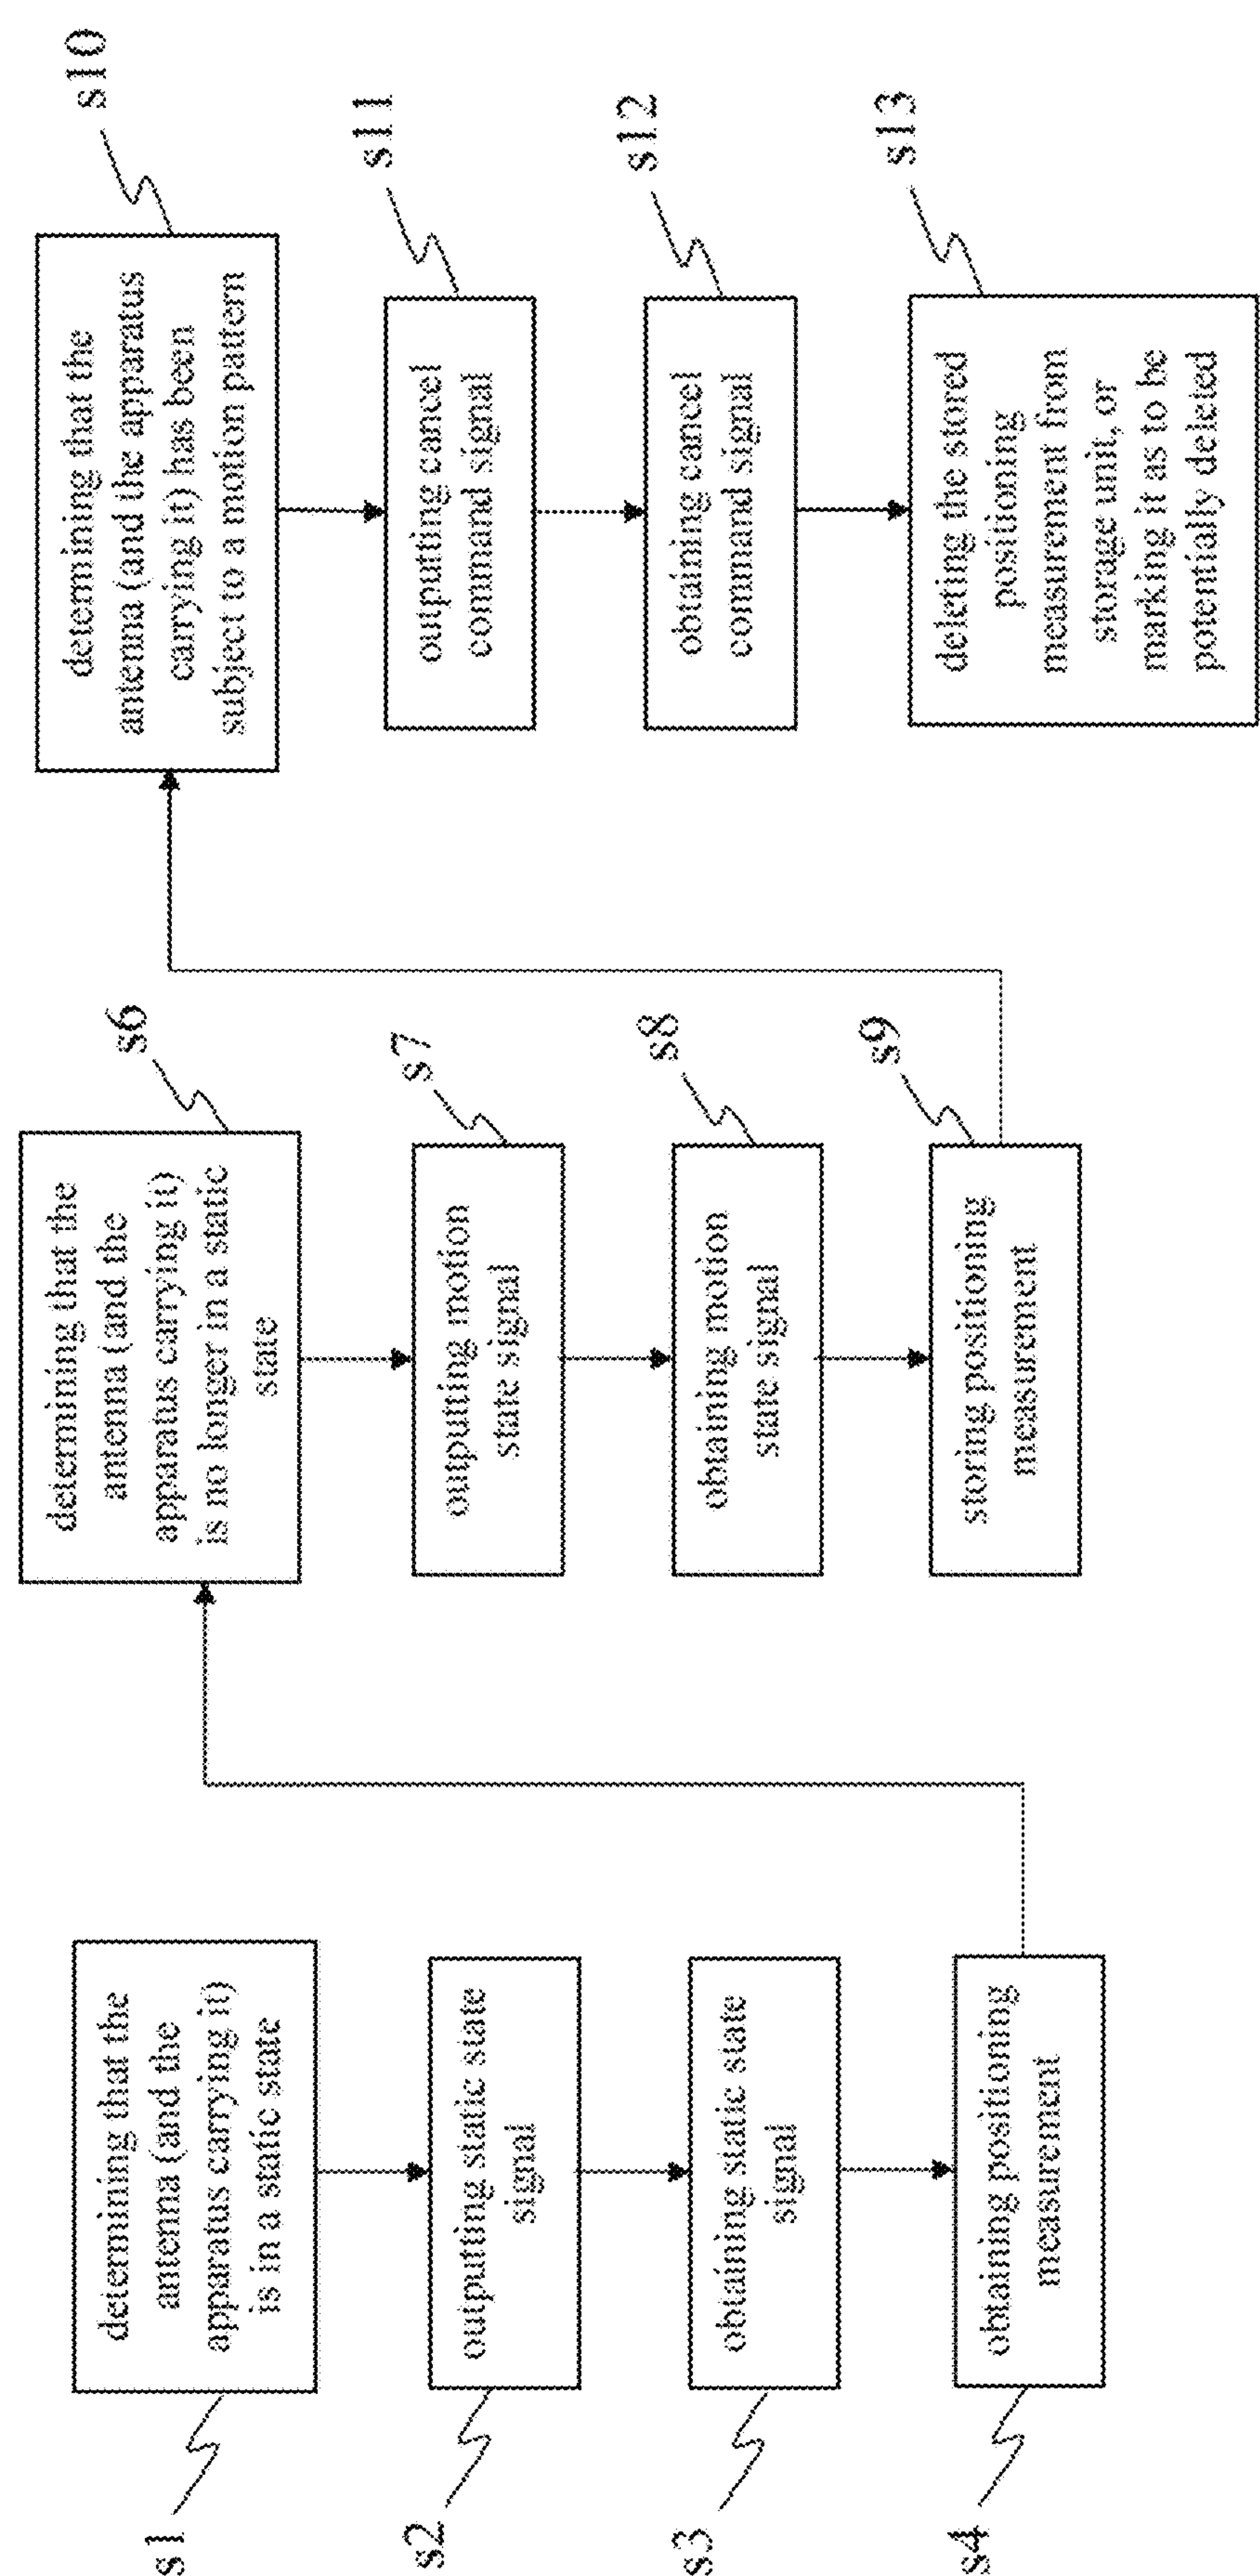 s1
determining that the
antenna (and the
apparatus carrying it)
is in a static state
s2
outputting static state
signal
s3
obtaining static state
signal
s4
obtaining positioning
measurement
s6
determining that the
antenna (and the
apparatus carrying it)
is no longer in a static
state
s7
outputting motion
state signal
s8
obtaining motion
state signal
s9
storing positioning
measurement
s10
determining that the
antenna (and the apparatus
carrying it) has been
subject to a motion pattern
s11
outputting cancel
command signal
s12
obtaining cancel
command signal
s13
deleting the stored
positioning
measurement from
storage unit, or
marking it as to be
potentially deleted